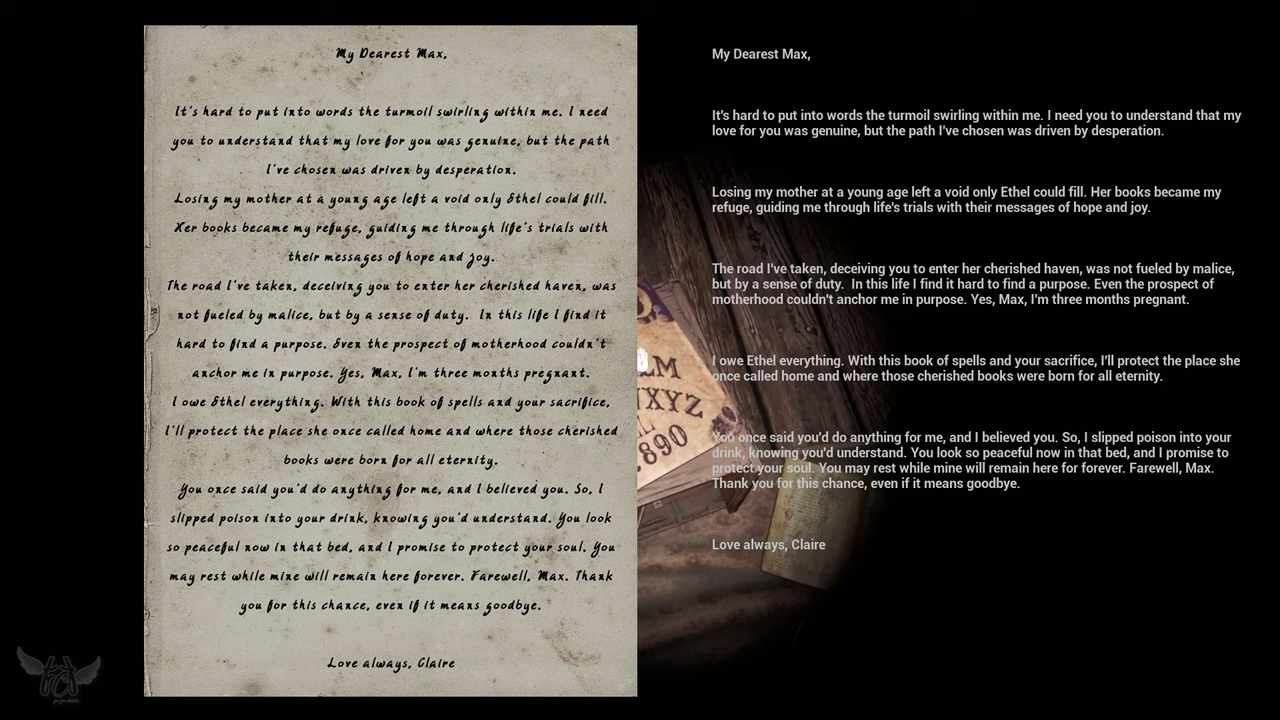 My Dearest Max,
It's hard to put into words the turmoil swirling within me. I need
you to understand that my love for you was genuine, but the path
I've chosen was driven by desperation.
Losing my mother at a young age left a void only Ethel could fill.
Her books became my refuge, guiding me through life's trials with
their messages of hope and joy.
The road I've taken, deceiving you to enter her cherished haven, was
not fueled by malice, but by a sense of duty.  In this life I find it
hard to find a purpose. Even the prospect of motherhood couldn't
anchor me in purpose. Yes, Max, I'm three months pregnant.
I owe Ethel everything. With this book of spells and your sacrifice,
I'll protect the place she once called home and where those cherished
books were born for all eternity.
You once said you'd do anything for me, and I believed you. So, I
slipped poison into your drink, knowing you'd understand. You look
so peaceful now in that bed, and I promise to protect your soul. You
may rest while mine will remain here forever. Farewell, Max. Thank
you for this chance, even if it means goodbye.
Love always, Claire
My Dearest Max,
It's hard to put into words the turmoil swirling within me. I need you to understand that my
love for you was genuine, but the path I've chosen was driven by desperation.
Losing my mother at a young age left a void only Ethel could fill. Her books became my
refuge, guiding me through life's trials with their messages of hope and joy.
The road I've taken, deceiving you to enter her cherished haven, was not fueled by malice,
but by a sense of duty.  In this life I find it hard to find a purpose. Even the prospect of
motherhood couldn't anchor me in purpose. Yes, Max, I'm three months pregnant.
I owe Ethel everything. With this book of spells and your sacrifice, I'll protect the place she
once called home and where those cherished books were born for all eternity.
You once said you'd do anything for me, and I believed you. So, I slipped poison into your
drink, knowing you'd understand. You look so peaceful now in that bed, and I promise to
protect your soul. You may rest while mine will remain here for forever. Farewell, Max.
Thank you for this chance, even if it means goodbye.
Love always, Claire
LM
XYZ
890